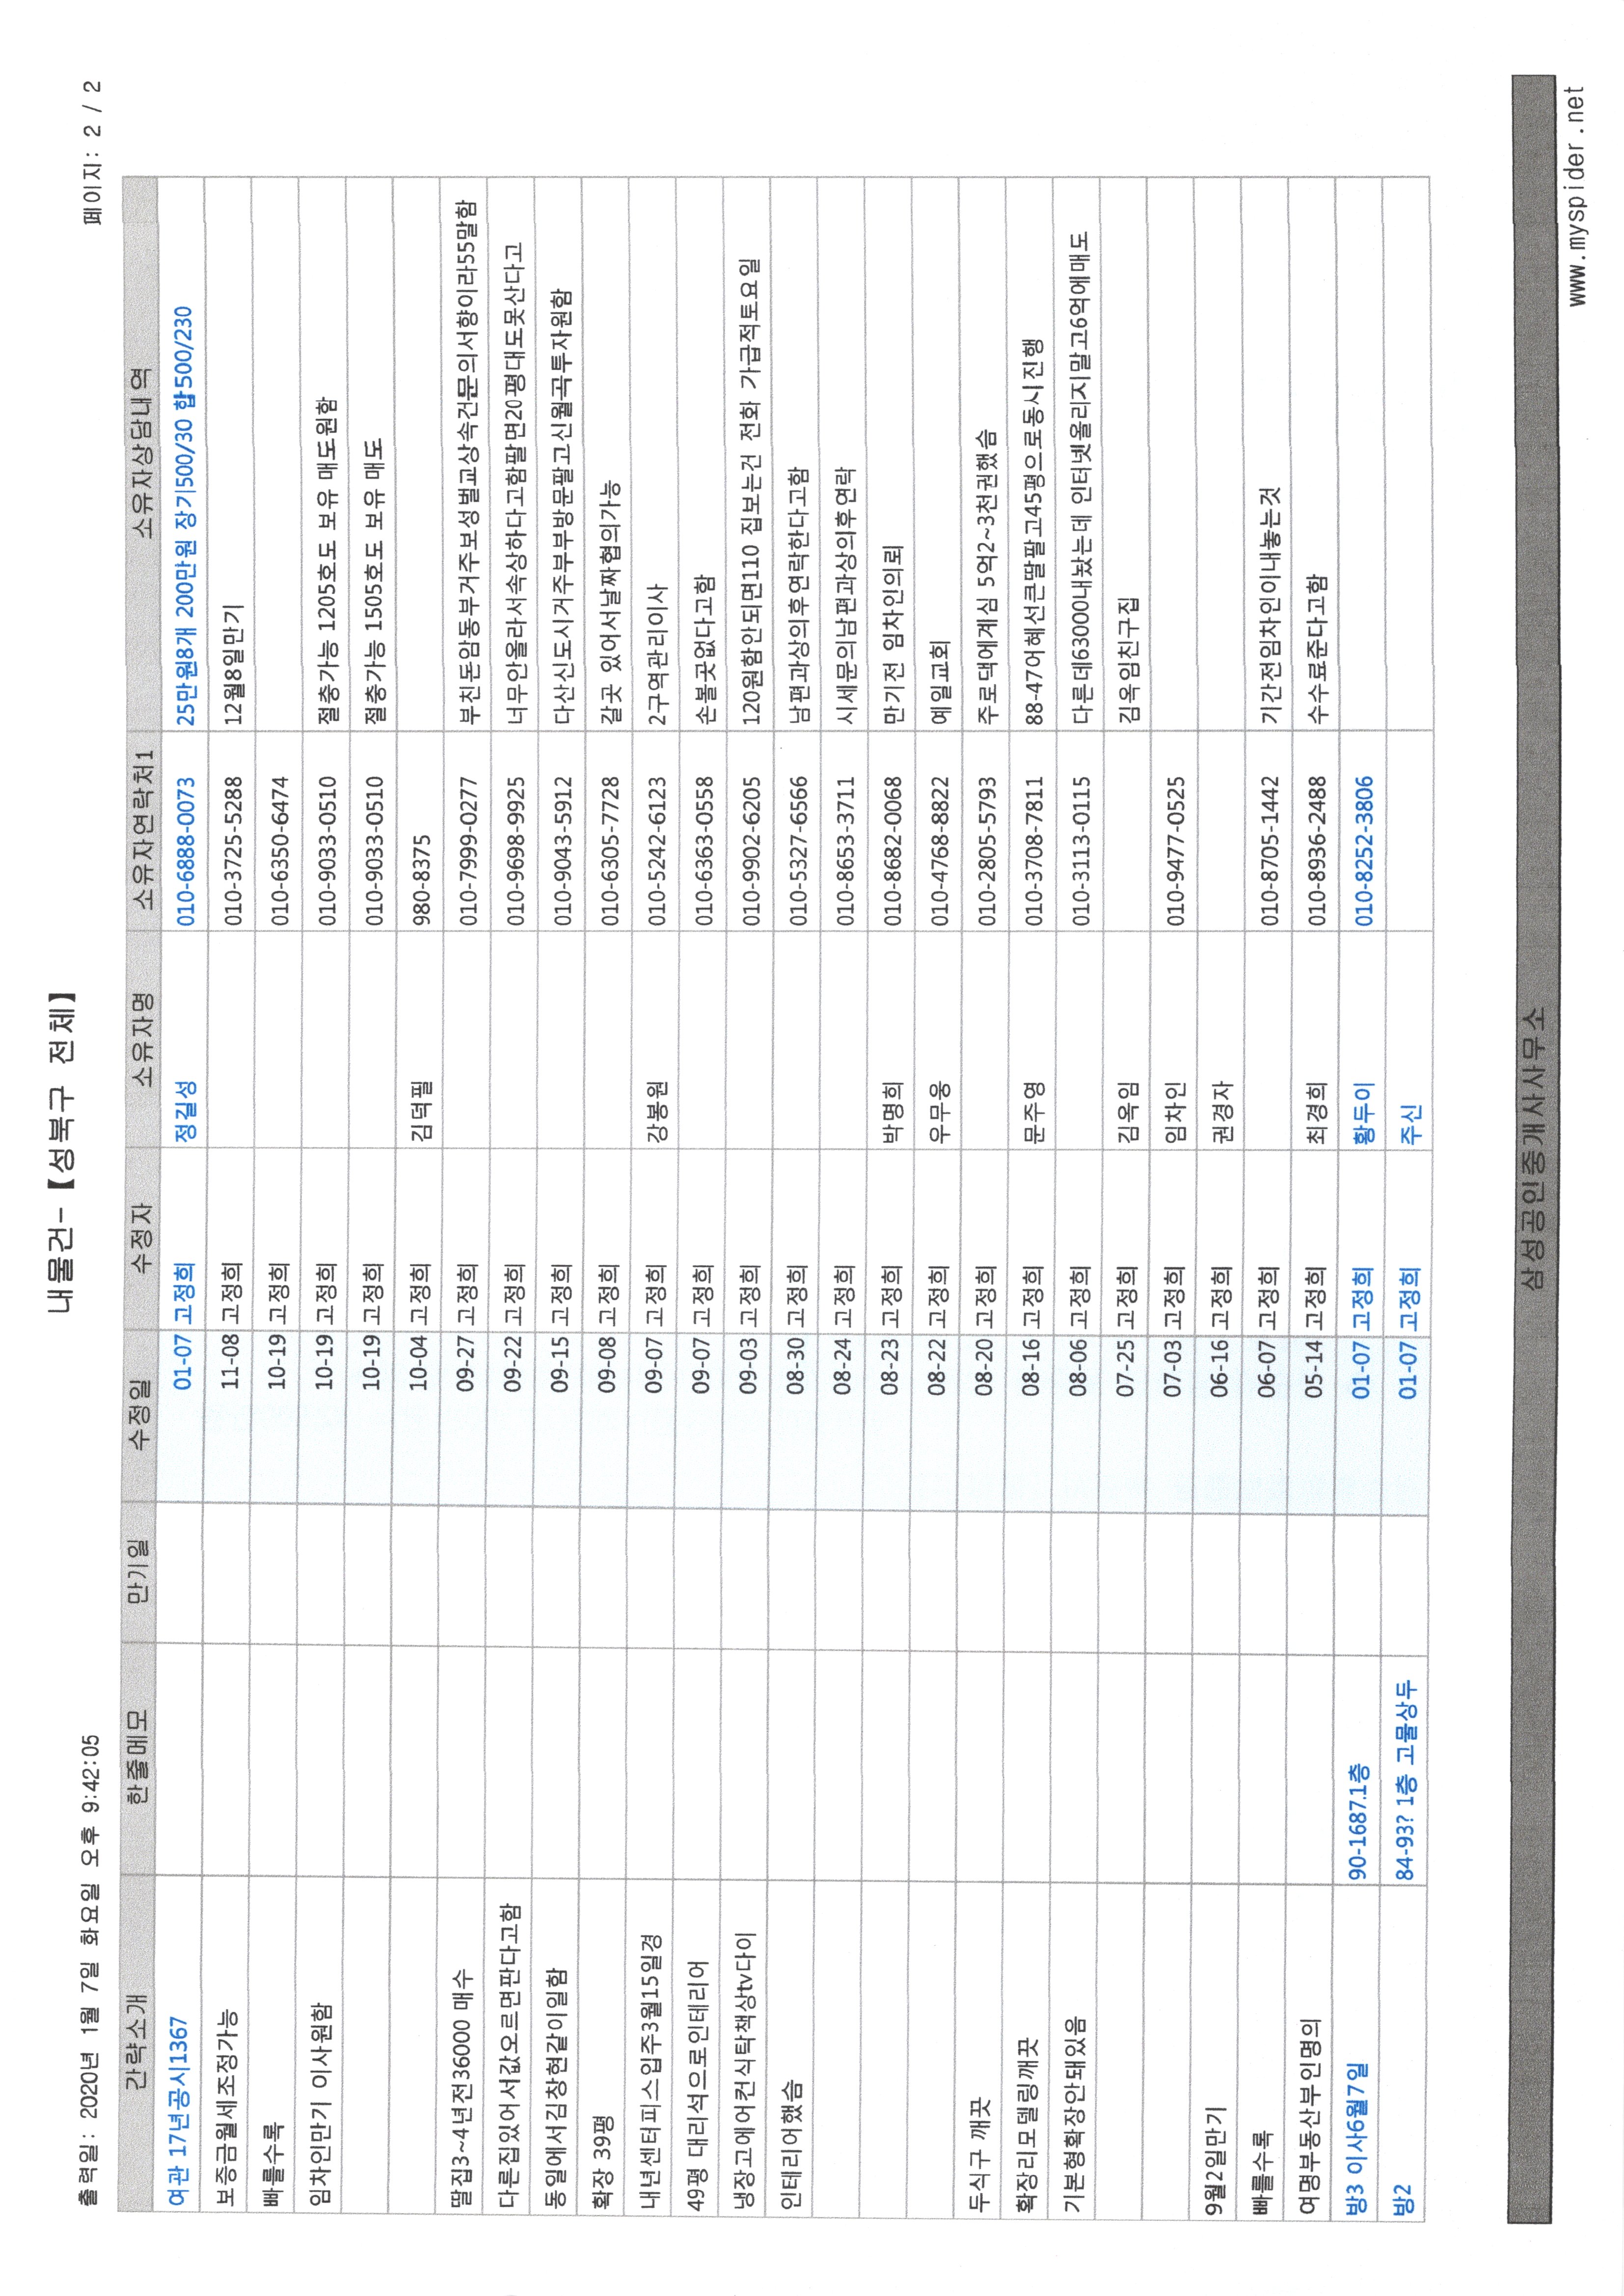 내물건-【성북구 전체】
출력일: 2020년 1월 7일 화요일 오후 9:42:05
페이지: 2 / 2
간략소개 한줄메모 만기일 수정일 수정자 소유자명 소유자연락처1 소유자상담내역
여관 17년공시1367 01-07 고정희 정길성 010-6888-0073 25만원8개 200만원 장기500/30 합500/230
보증금월세조정가능 11-08 고정희 010-3725-5288 12월8일만기
빠를수록 10-19 고정희 010-6350-6474
임차인만기 이사원함 10-19 고정희 010-9033-0510 절충가능 1205호도 보유 매도원함
10-19 고정희 010-9033-0510 절충가능 1505호도 보유 매도
10-04 고정희 김덕필 980-8375
딸집3~4년전36000 매수 09-27 고정희 010-7999-0277 부친돈암동부거주보성벌교상속건문의서향이라55말함
다른집있어서값오르면판다고함 09-22 고정희 010-9698-9925 너무안올라서속상하다고함팔면20평대도못산다고
동일에서김창현같이일함 09-15 고정희 010-9043-5912 다산신도시거주부부방문팔고신월곡투자원함
확장 39평 09-08 고정희 010-6305-7728 갈곳 있어서날짜협의가능
내년센터피스입주3월15일경 09-07 고정희 강봉원 010-5242-6123 2구역관리이사
49평 대리석으로인테리어 09-07 고정희 010-6363-0558 손볼곳없다고함
냉장고에어컨식탁책상tv다이 09-03 고정희 010-9902-6205 120원함안되면110 집보는건 전화 가급적토요일
인테리어했슴 08-30 고정희 010-5327-6566 남편과상의후연락한다고함
08-24 고정희 010-8653-3711 시세문의남편과상의후연락
08-23 고정희 박명희 010-8682-0068 만기전 임차인의뢰
08-22 고정희 우무웅 010-4768-8822 예일교회
두식구 깨끗 08-20 고정희 010-2805-5793 주로댁에계심 5억2~3천권했슴
확장리모델링깨끗 08-16 고정희 문주영 010-3708-7811 88-47어혜선큰딸팔고45평으로동시진행
기본형확장안돼있음 08-06 고정희 010-3113-0115 다른데63000내놨는데 인터넷올리지말고6억에매도
07-25 고정희 김옥임 김옥임친구집
07-03 고정희 임차인 010-9477-0525
9월2일만기 06-16 고정희 권경자
빠를수록 06-07 고정희 010-8705-1442 기간전임차인이내놓는것
여명부동산부인명의 05-14 고정희 최경희 010-8936-2488 수수료준다고함
방3 이사6월7일 90-1687.1층 01-07 고정희 황두이 010-8252-3806
방2 84-93? 1층 고물상두 01-07 고정희 주신
삼성공인중개사사무소
www.myspider.net